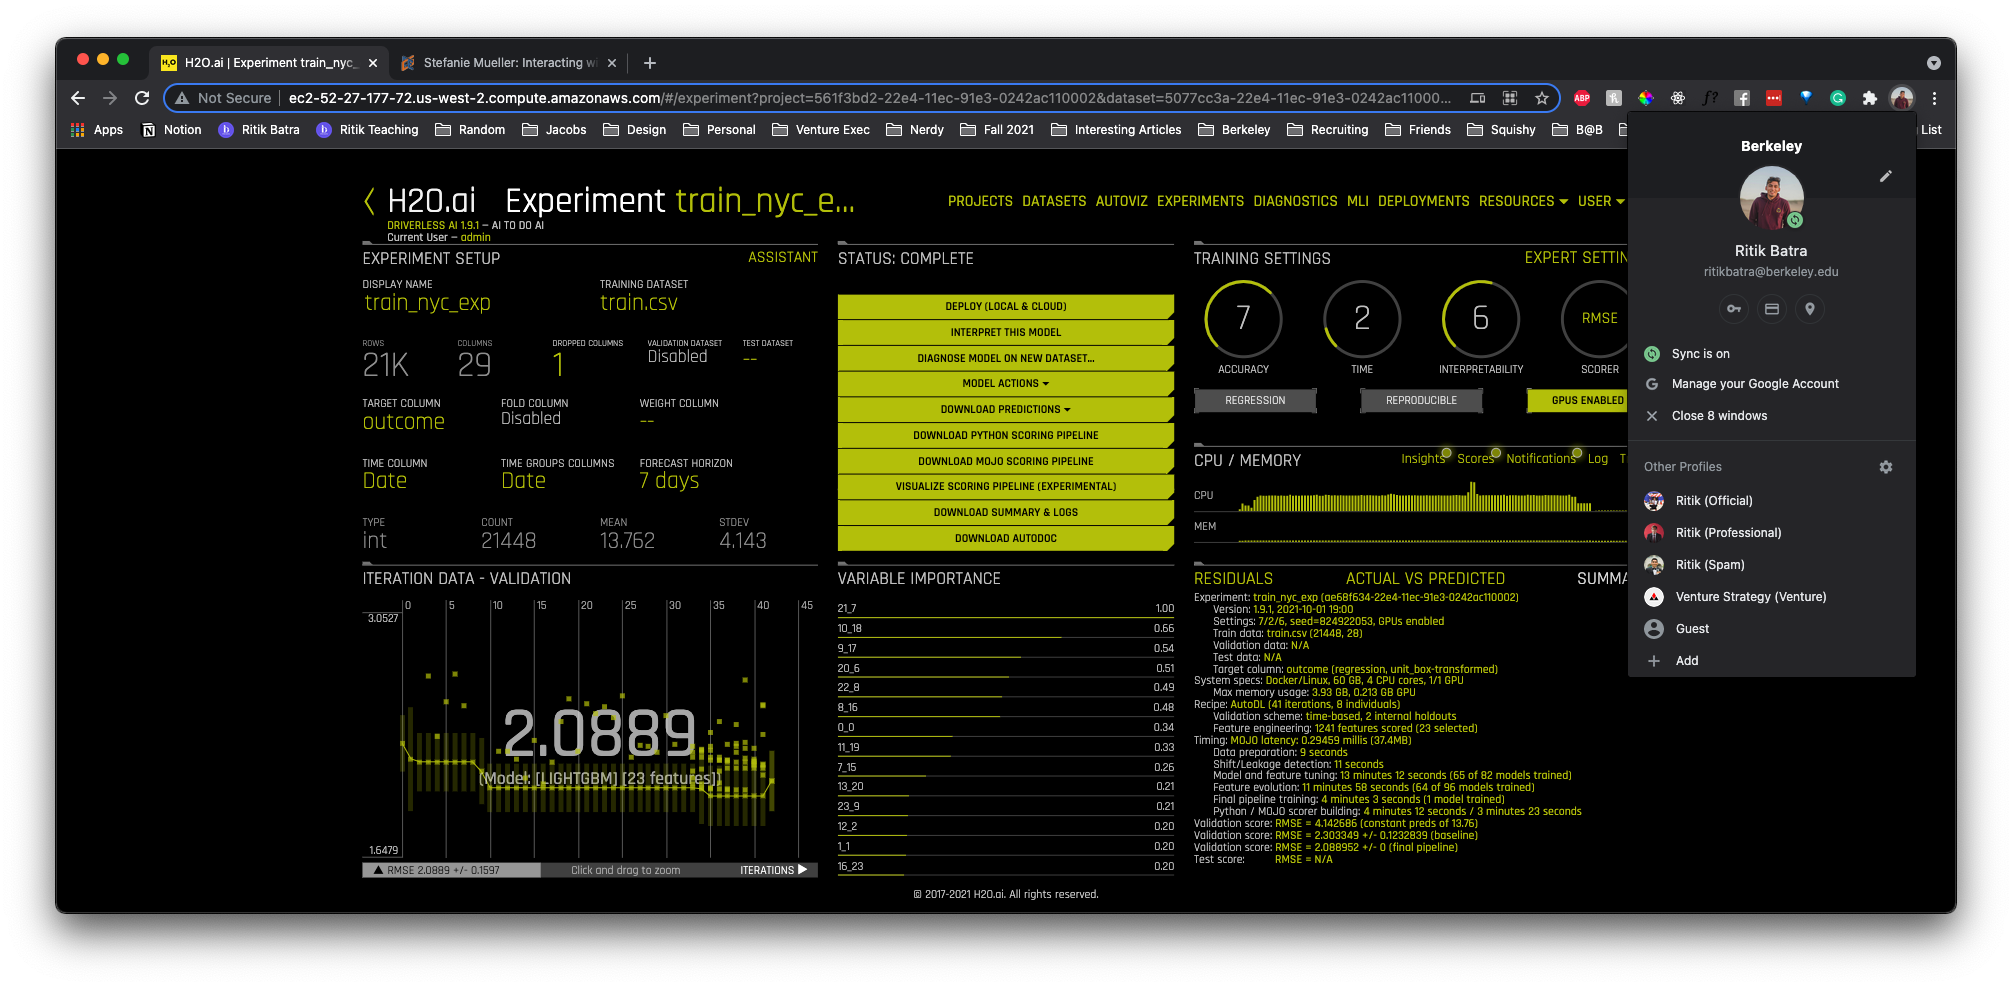 H2O.ai | Experiment train_nyc_
Stefanie Mueller: Interacting wi
Not Secure
ec2-52-27-177-72.us-west-2.compute.amazonaws.com/#/experiment?project=561f3bd2-22e4-11ec-91e3-0242ac110002&dataset=5077cc3a-22e4-11ec-91e3-0242ac11000...
ABP
Apps Notion Ritik Batra Ritik Teaching Random Jacobs Design Personal Venture Exec Nerdy Fall 2021 Interesting Articles Berkeley Recruiting Friends Squishy B@B List
H2O.ai Experiment train_nyc_e...
DRIVERLESS AI 1.9.1 – AI TO DO AI
Current User – admin
PROJECTS DATASETS AUTOVIZ EXPERIMENTS DIAGNOSTICS MLI DEPLOYMENTS RESOURCES USER
EXPERIMENT SETUP ASSISTANT
DISPLAY NAME TRAINING DATASET
train_nyc_exp train.csv
ROWS COLUMNS DROPPED COLUMNS VALIDATION DATASET TEST DATASET
21K 29 1 Disabled --
TARGET COLUMN FOLD COLUMN WEIGHT COLUMN
outcome Disabled --
TIME COLUMN TIME GROUPS COLUMNS FORECAST HORIZON
Date Date 7 days
TYPE COUNT MEAN STDEV
int 21448 13.762 4.143
STATUS: COMPLETE
DEPLOY (LOCAL & CLOUD)
INTERPRET THIS MODEL
DIAGNOSE MODEL ON NEW DATASET...
MODEL ACTIONS
DOWNLOAD PREDICTIONS
DOWNLOAD PYTHON SCORING PIPELINE
DOWNLOAD MOJO SCORING PIPELINE
VISUALIZE SCORING PIPELINE (EXPERIMENTAL)
DOWNLOAD SUMMARY & LOGS
DOWNLOAD AUTODOC
TRAINING SETTINGS EXPERT SETTIN
7 2 6 RMSE
ACCURACY TIME INTERPRETABILITY SCORER
REGRESSION REPRODUCIBLE GPUS ENABLED
CPU / MEMORY Insights Scores Notifications Log T
CPU
MEM
ITERATION DATA - VALIDATION
0 5 10 15 20 25 30 35 40 45
3.0527
2.0889
(Model: [LIGHTGBM] [23 features])
1.6479
RMSE 2.0889 +/- 0.1597 Click and drag to zoom ITERATIONS
VARIABLE IMPORTANCE
21_7 1.00
10_18 0.66
9_17 0.54
20_6 0.51
22_8 0.49
8_16 0.48
0_0 0.34
11_19 0.33
7_15 0.26
13_20 0.21
23_9 0.21
12_2 0.20
1_1 0.20
16_23 0.20
RESIDUALS ACTUAL VS PREDICTED SUMMA
Experiment: train_nyc_exp (ae68f634-22e4-11ec-91e3-0242ac110002)
Version: 1.9.1, 2021-10-01 19:00
Settings: 7/2/6, seed=824922053, GPUs enabled
Train data: train.csv (21448, 28)
Validation data: N/A
Test data: N/A
Target column: outcome (regression, unit_box-transformed)
System specs: Docker/Linux, 60 GB, 4 CPU cores, 1/1 GPU
Max memory usage: 3.93 GB, 0.213 GB GPU
Recipe: AutoDL (41 iterations, 8 individuals)
Validation scheme: time-based, 2 internal holdouts
Feature engineering: 1241 features scored (23 selected)
Timing: MOJO latency: 0.29459 millis (37.4MB)
Data preparation: 9 seconds
Shift/Leakage detection: 11 seconds
Model and feature tuning: 13 minutes 12 seconds (65 of 82 models trained)
Feature evolution: 11 minutes 58 seconds (64 of 96 models trained)
Final pipeline training: 4 minutes 3 seconds (1 model trained)
Python / MOJO scorer building: 4 minutes 12 seconds / 3 minutes 23 seconds
Validation score: RMSE = 4.142686 (constant preds of 13.76)
Validation score: RMSE = 2.303349 +/- 0.1232839 (baseline)
Validation score: RMSE = 2.088952 +/- 0 (final pipeline)
Test score: RMSE = N/A
© 2017-2021 H2O.ai. All rights reserved.
Berkeley
Ritik Batra
ritikbatra@berkeley.edu
Sync is on
Manage your Google Account
Close 8 windows
Other Profiles
Ritik (Official)
Ritik (Professional)
Ritik (Spam)
Venture Strategy (Venture)
Guest
Add